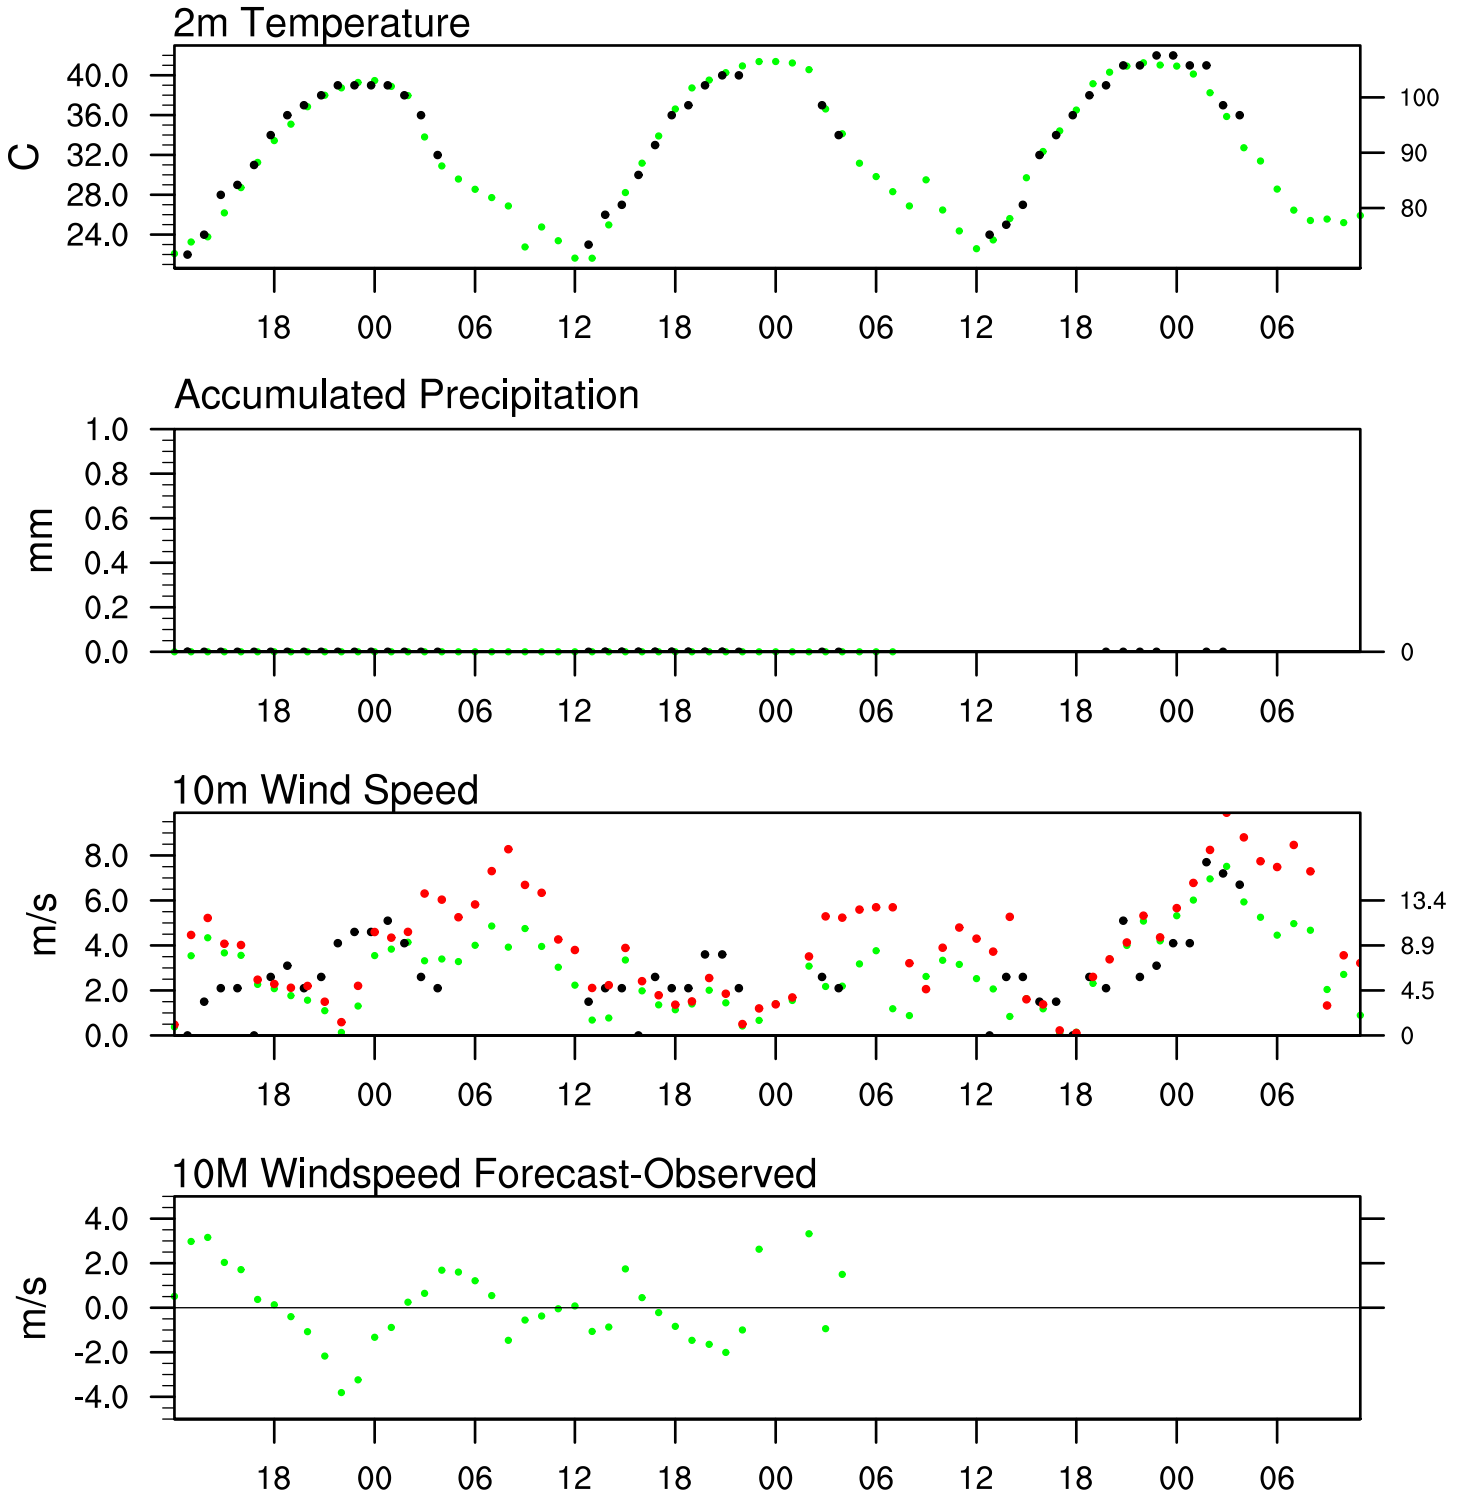 2m Temperature
C
40.0
36.0
32.0
28.0
24.0
100
90
80
18 00 06 12 18 00 06 12 18 00 06
Accumulated Precipitation
mm
1.0
0.8
0.6
0.4
0.2
0.0
0
18 00 06 12 18 00 06 12 18 00 06
10m Wind Speed
m/s
8.0
6.0
4.0
2.0
0.0
13.4
8.9
4.5
0
18 00 06 12 18 00 06 12 18 00 06
10M Windspeed Forecast-Observed
m/s
4.0
2.0
0.0
-2.0
-4.0
18 00 06 12 18 00 06 12 18 00 06